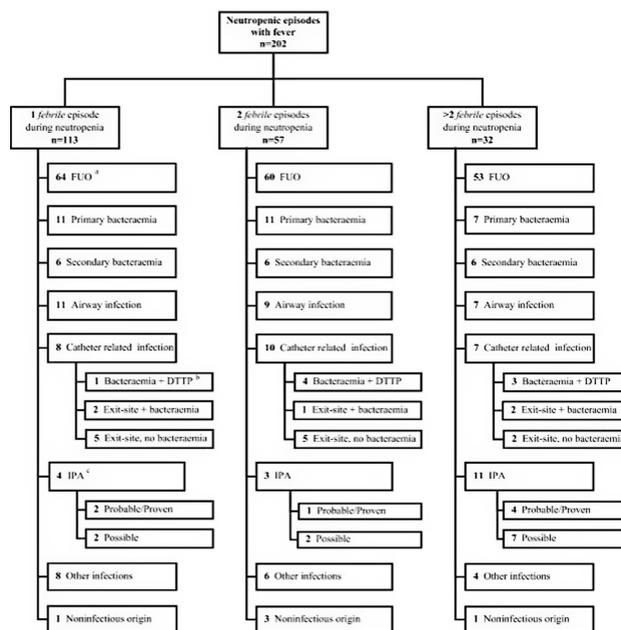 Neutropenic episodes
with fever
n=202
1 febrile episode
during neutropenia
n=113
2 febrile episodes
during neutropenia
n=57
>2 febrile episodes
during neutropenia
n=32
64 FUO a
11 Primary bacteraemia
6 Secondary bacteraemia
11 Airway infection
8 Catheter related infection
1 Bacteraemia + DTTP b
2 Exit-site + bacteraemia
5 Exit-site, no bacteraemia
4 IPA c
2 Probable/Proven
2 Possible
8 Other infections
1 Noninfectious origin
60 FUO
11 Primary bacteraemia
6 Secondary bacteraemia
9 Airway infection
10 Catheter related infection
4 Bacteraemia + DTTP
1 Exit-site + bacteraemia
5 Exit-site, no bacteraemia
3 IPA
1 Probable/Proven
2 Possible
6 Other infections
3 Noninfectious origin
53 FUO
7 Primary bacteraemia
6 Secondary bacteraemia
7 Airway infection
7 Catheter related infection
3 Bacteraemia + DTTP
2 Exit-site + bacteraemia
2 Exit-site, no bacteraemia
11 IPA
4 Probable/Proven
7 Possible
4 Other infections
1 Noninfectious origin